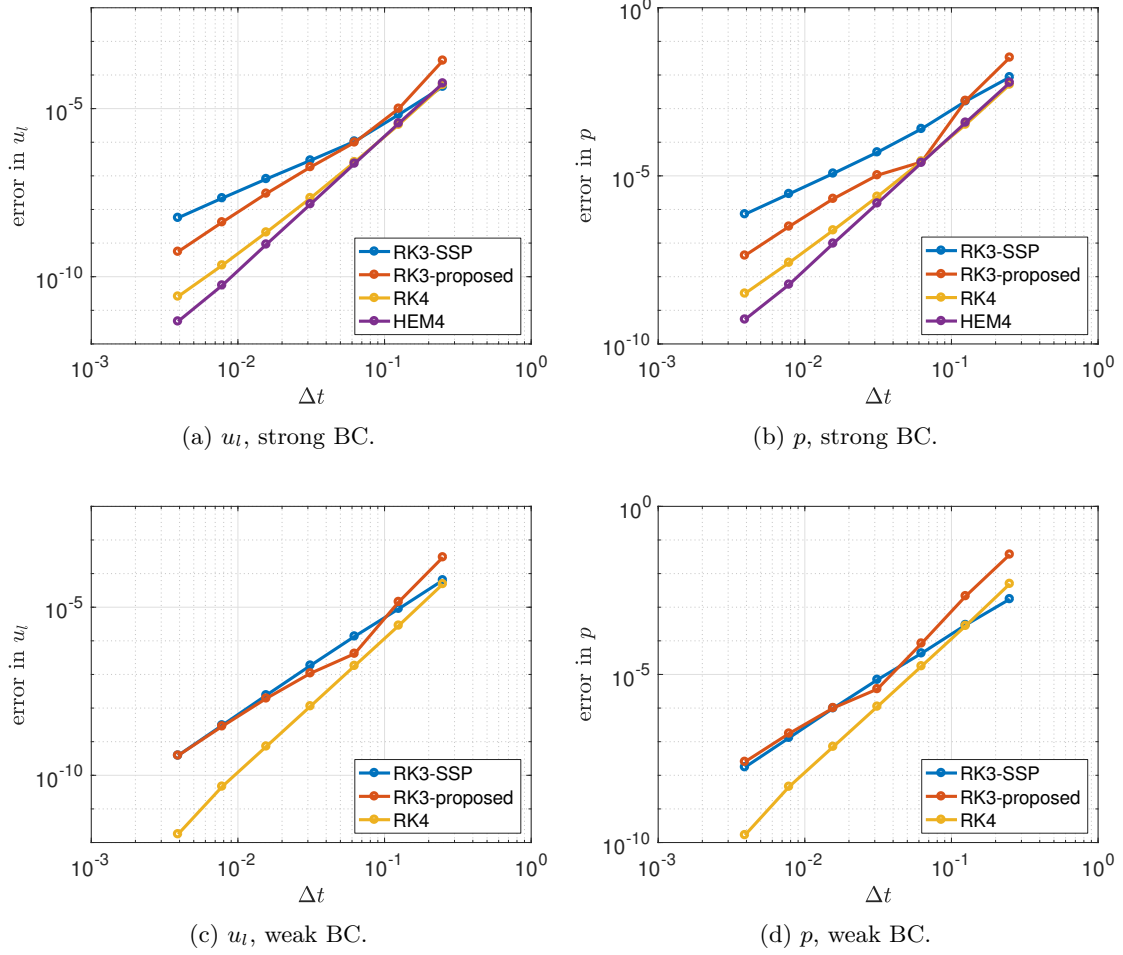 error in $u_l$
10^{-5}
10^{-10}
RK3-SSP
RK3-proposed
RK4
HEM4
10^{-3} 10^{-2} 10^{-1} 10^{0}
Δt
(a) $u_l$, strong BC.
error in $p$
10^{0}
10^{-5}
10^{-10}
RK3-SSP
RK3-proposed
RK4
HEM4
10^{-3} 10^{-2} 10^{-1} 10^{0}
Δt
(b) $p$, strong BC.
error in $u_l$
10^{-5}
10^{-10}
RK3-SSP
RK3-proposed
RK4
10^{-3} 10^{-2} 10^{-1} 10^{0}
Δt
(c) $u_l$, weak BC.
error in $p$
10^{0}
10^{-5}
10^{-10}
RK3-SSP
RK3-proposed
RK4
10^{-3} 10^{-2} 10^{-1} 10^{0}
Δt
(d) $p$, weak BC.